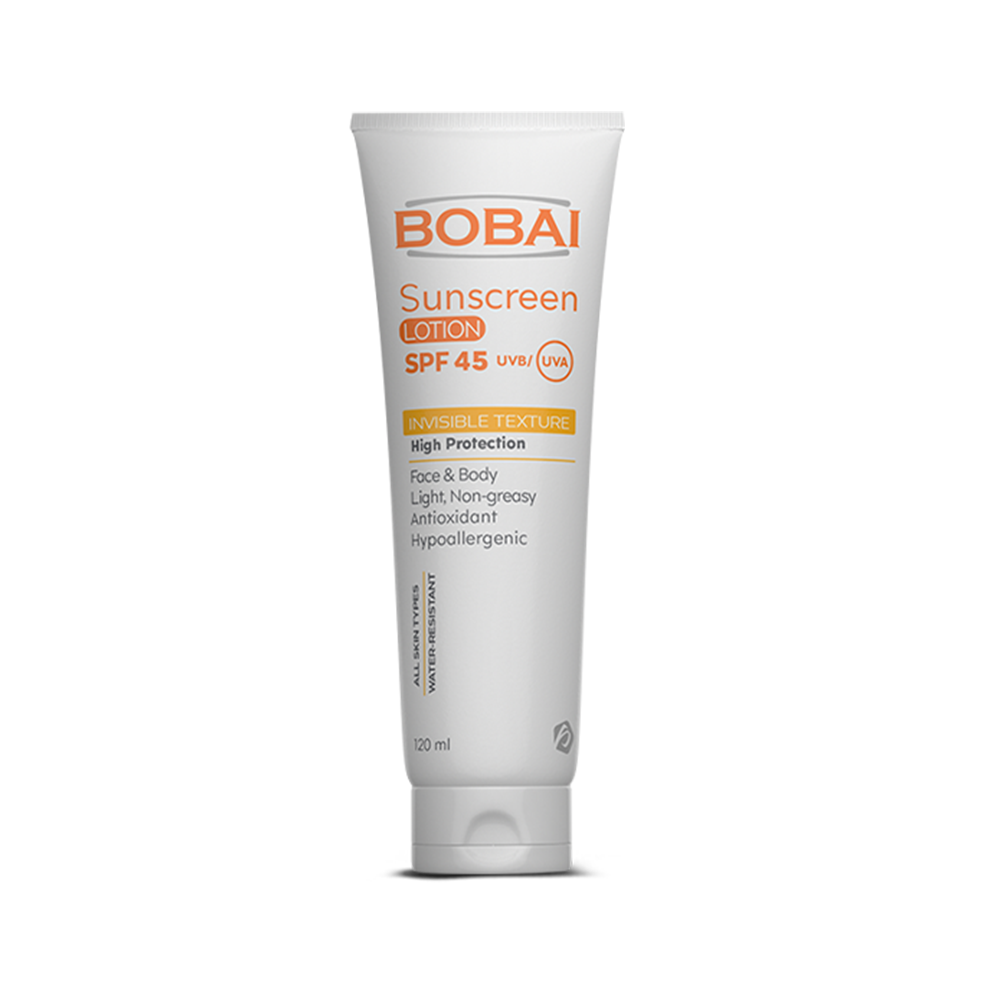 BOBAI
Sunscreen
LOTION
SPF 45 UVB/ UVA
INVISIBLE TEXTURE
High Protection
Face & Body
Light, Non-greasy
Antioxidant
Hypoallergenic
ALL SKIN TYPES
WATER-RESISTANT
120 ml